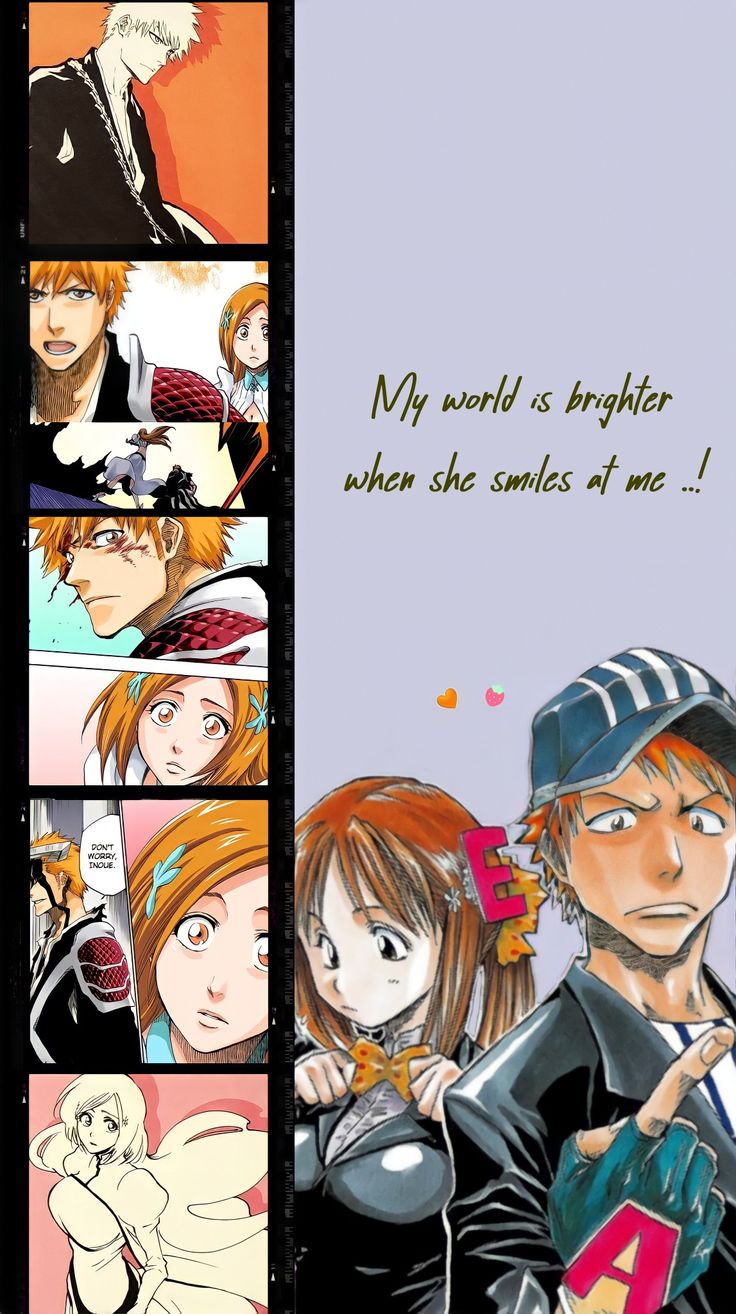 My world is brighter
when she smiles at me ..!
DON'T
WORRY,
INOUE.
E
A